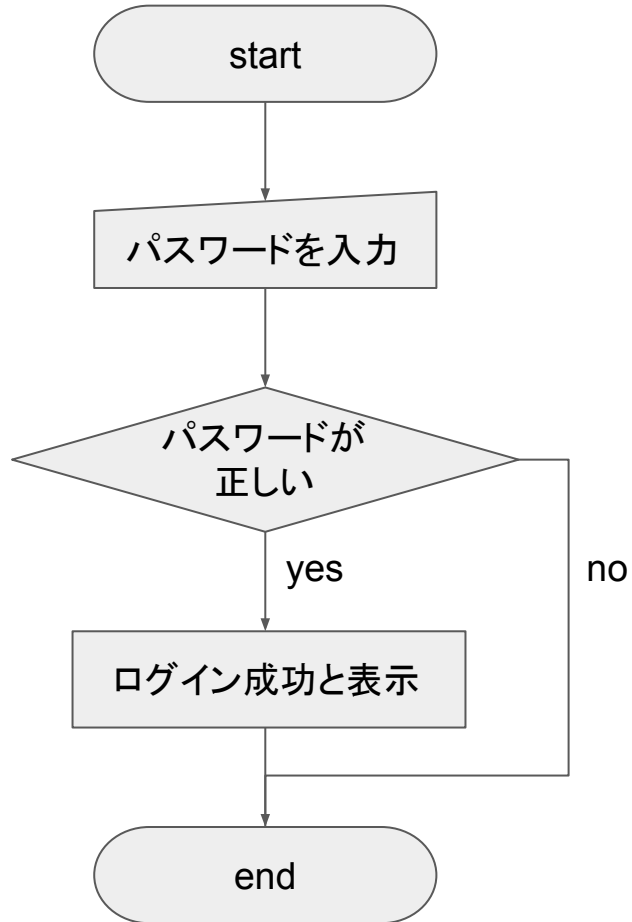 start
パスワードを入力
パスワードが
正しい
yes
no
ログイン成功と表示
end